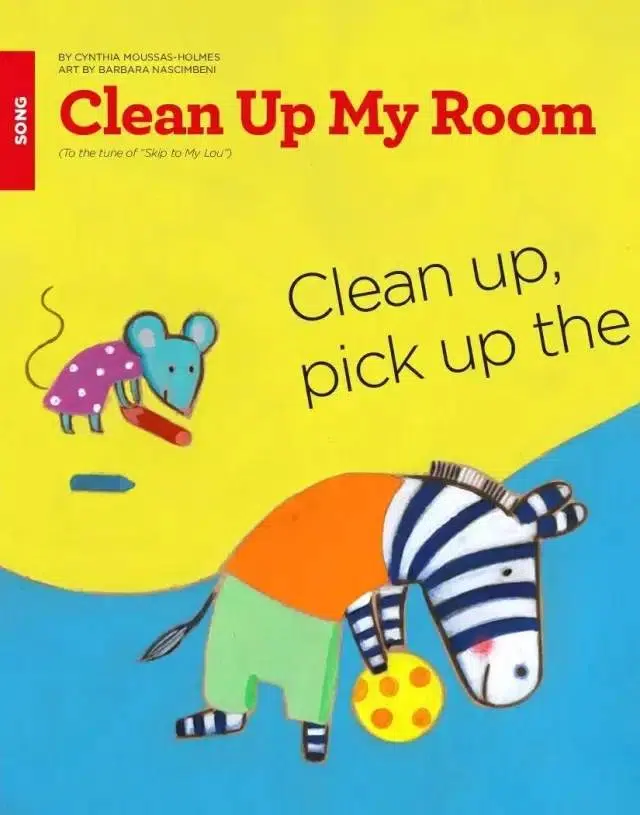 BY CYNTHIA MOUSSAS-HOLMES
ART BY BARBARA NASCIMBENI
SONG
Clean Up My Room
(To the tune of "Skip to My Lou")
Clean up,
pick up the